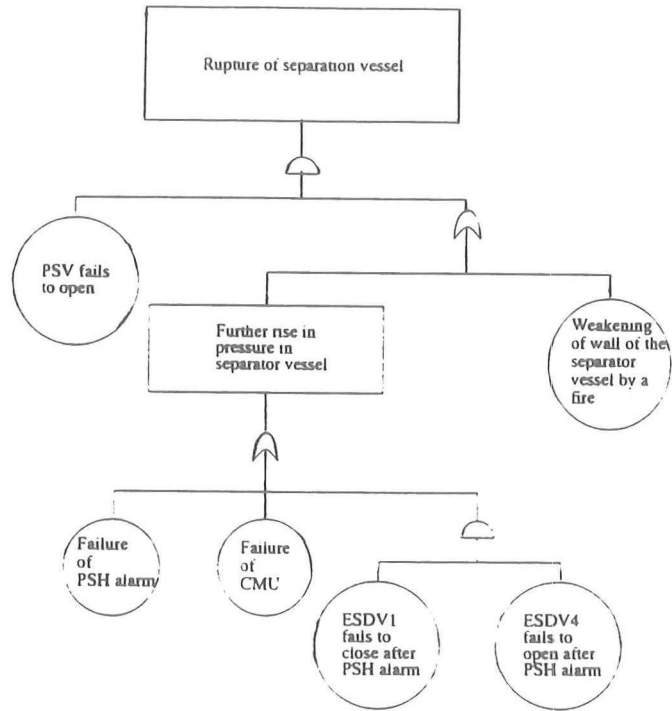 Rupture of separation vessel
PSV fails
to open
Further rise in
pressure in
separator vessel
Weakening
of wall of the
separator
vessel by a
fire
Failure
of
PSH alarm
Failure
of
CMU
ESDV1
fails to
close after
PSH alarm
ESDV4
fails to
open after
PSH alarm